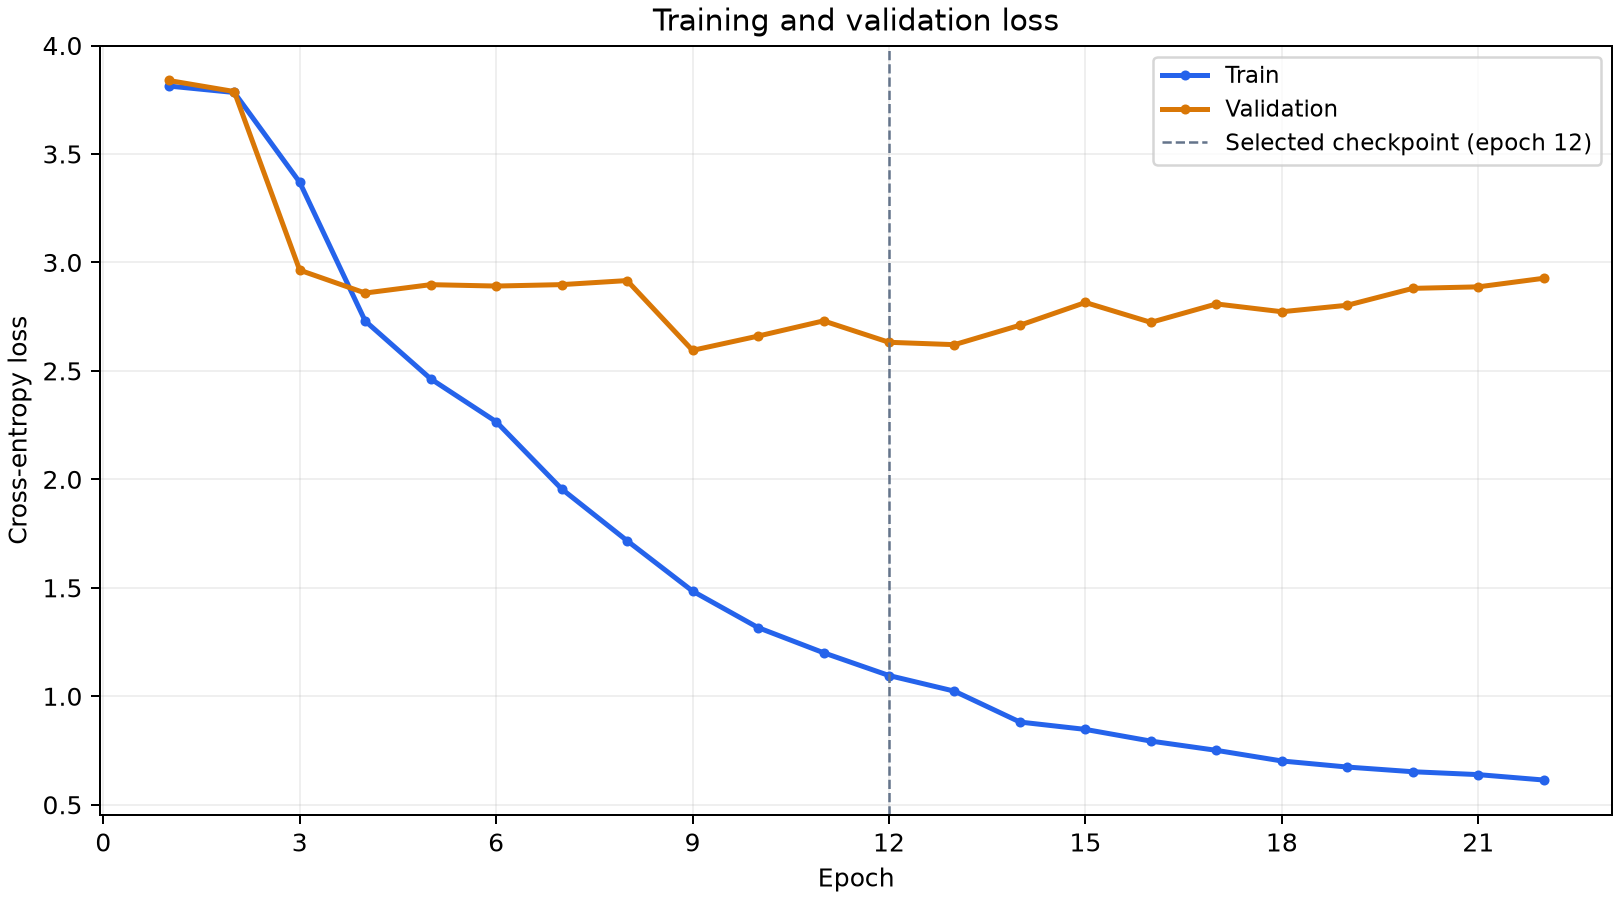 Training and validation loss
Train
Validation
Selected checkpoint (epoch 12)
Cross-entropy loss
4.0
3.5
3.0
2.5
2.0
1.5
1.0
0.5
0 3 6 9 12 15 18 21
Epoch